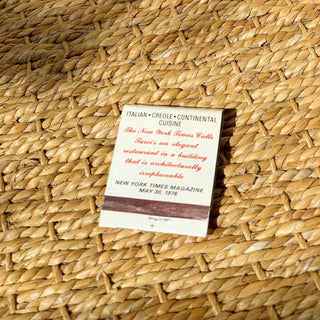 ITALIAN • CREOLE • CONTINENTAL
CUISINE
The New York Times Calls
Turci's an elegant
restaurant in a building
that is architecturally
irreplaceable
NEW YORK TIMES MAGAZINE
MAY 30, 1976